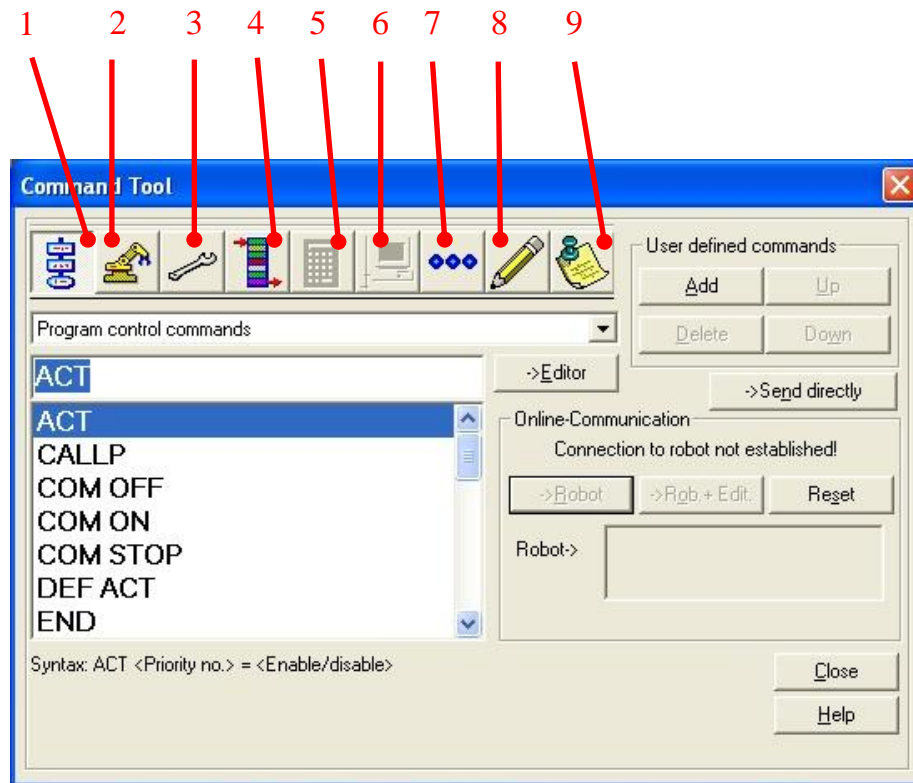 1 2 3 4 5 6 7 8 9
Command Tool
User defined commands
Add Up
Delete Down
Program control commands
ACT
->Editor
->Send directly
ACT
CALLP
COM OFF
COM ON
COM STOP
DEF ACT
END
Online-Communication
Connection to robot not established!
->Robot ->Rob.+ Edit. Reset
Robot->
Syntax: ACT <Priority no.> = <Enable/disable>
Close
Help